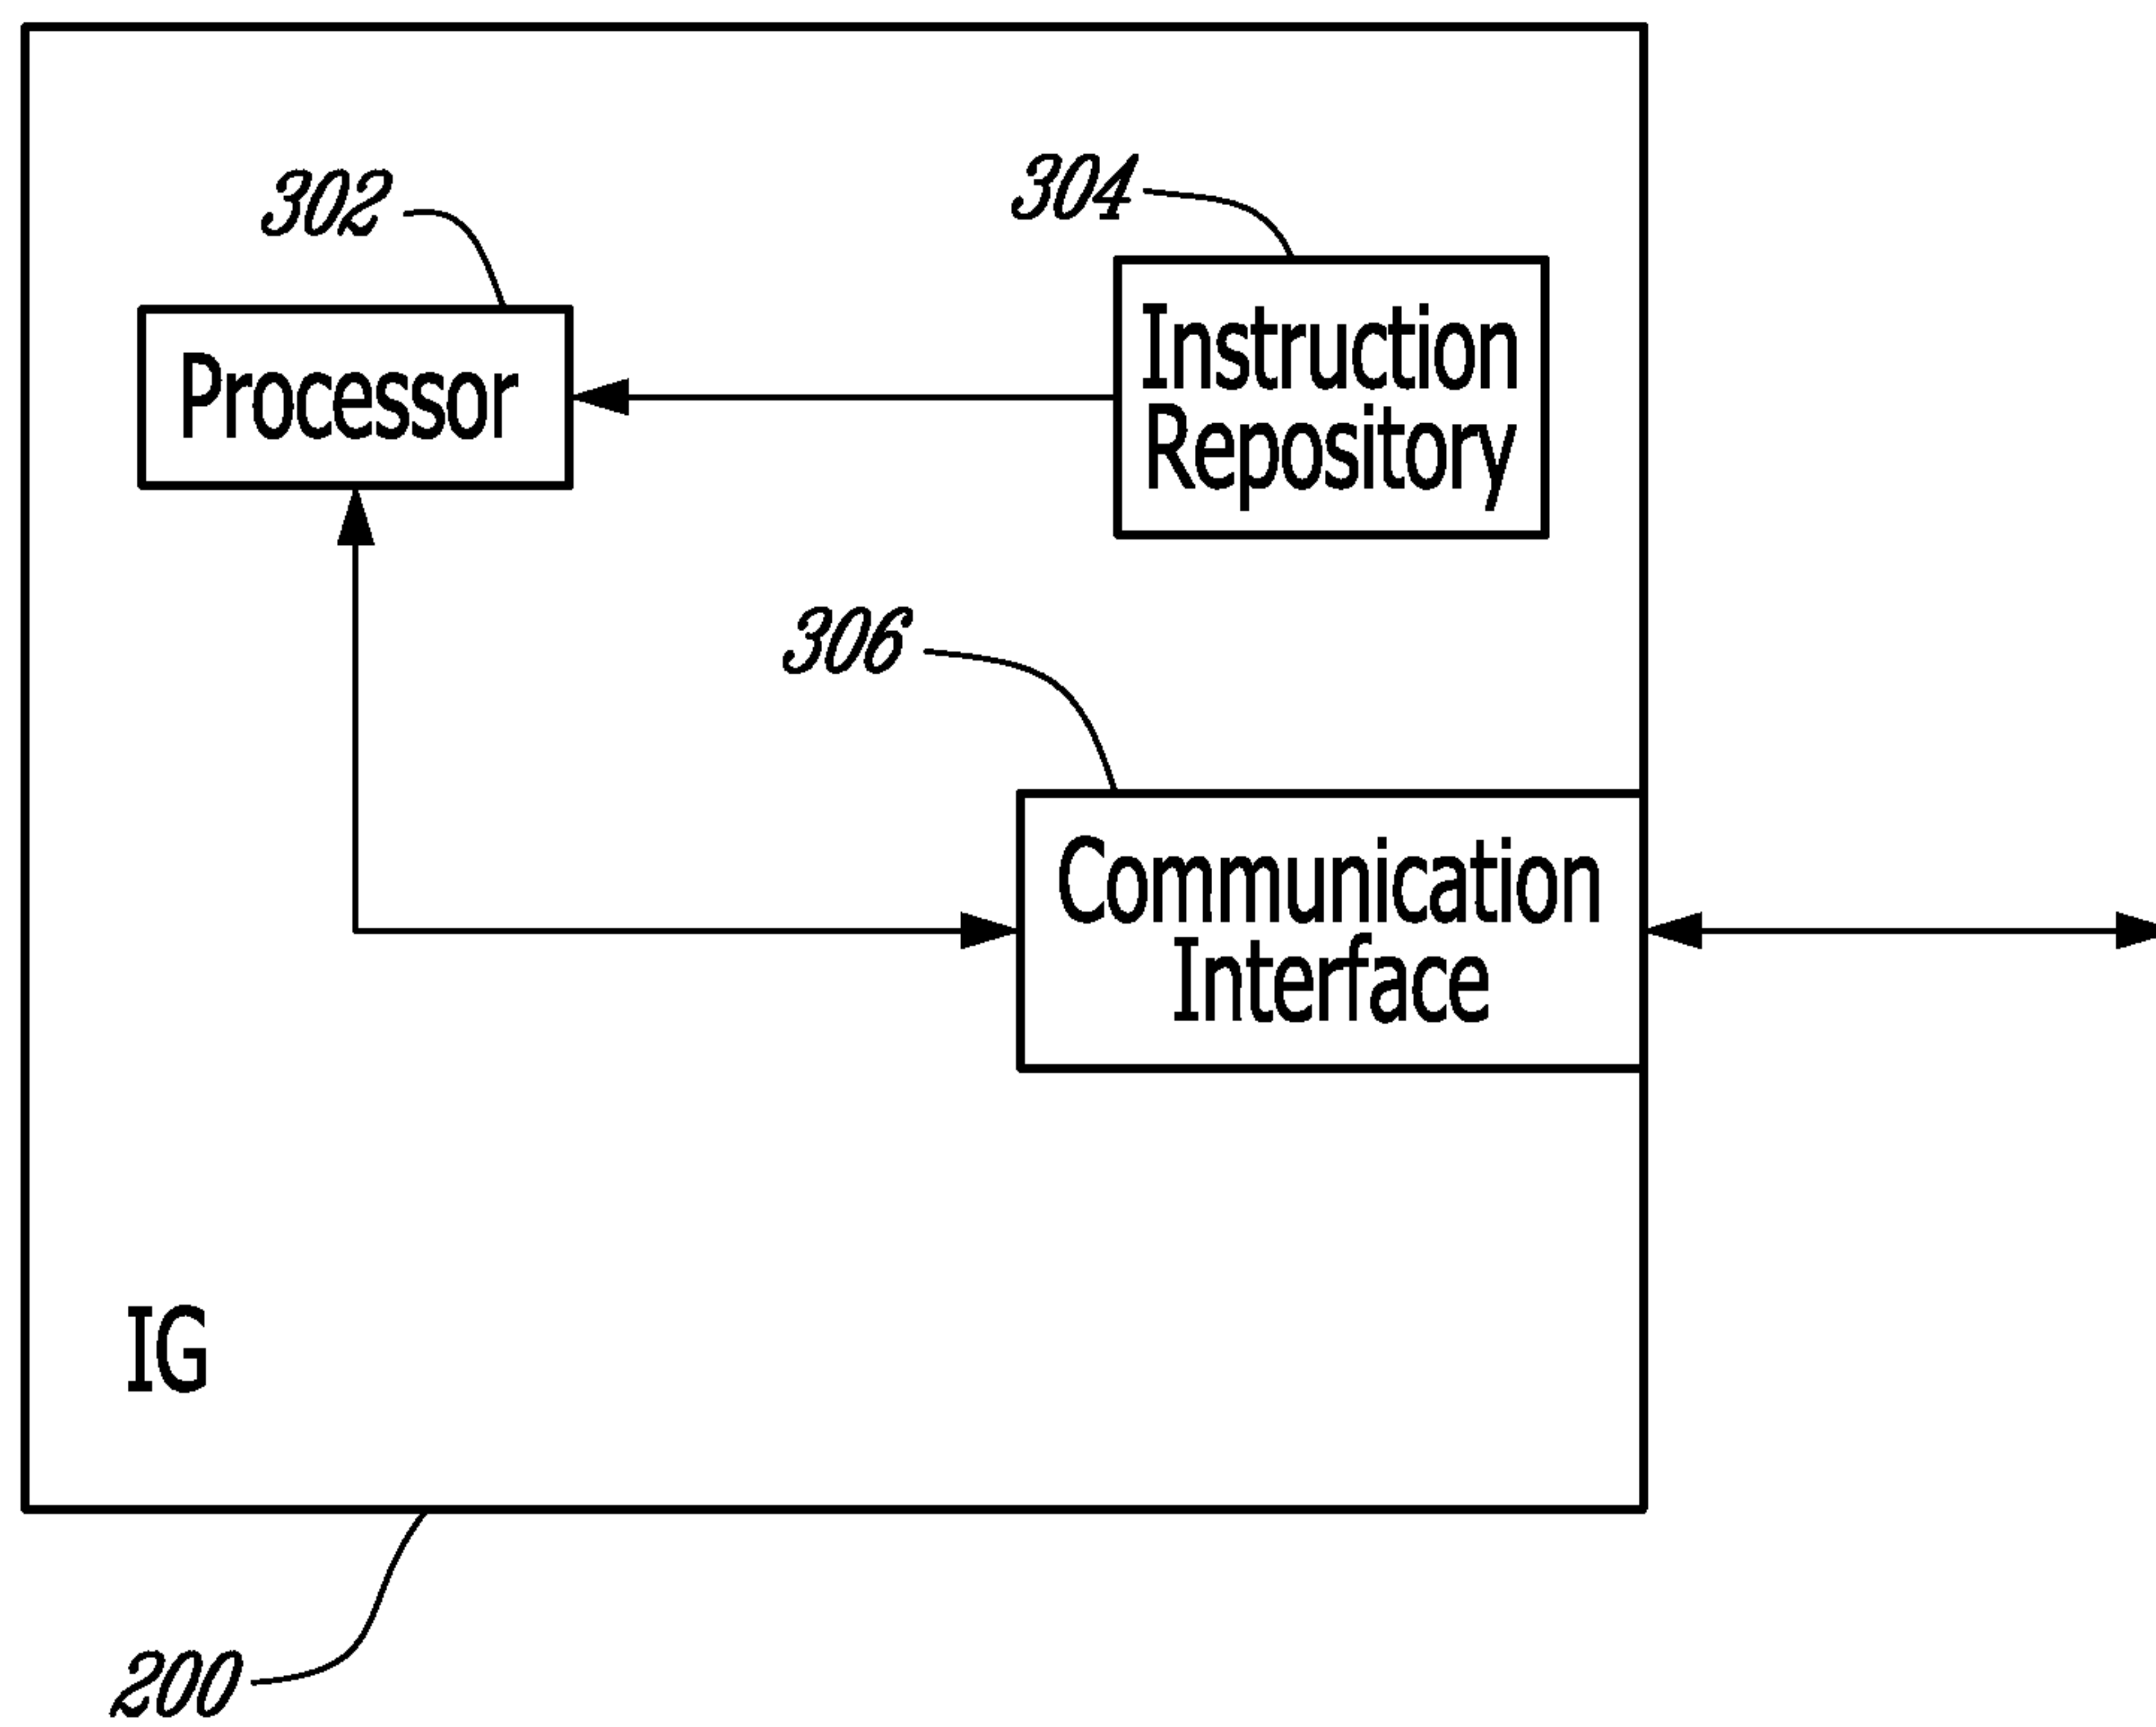 302
304
Processor
Instruction
Repository
306
Communication
Interface
IG
200